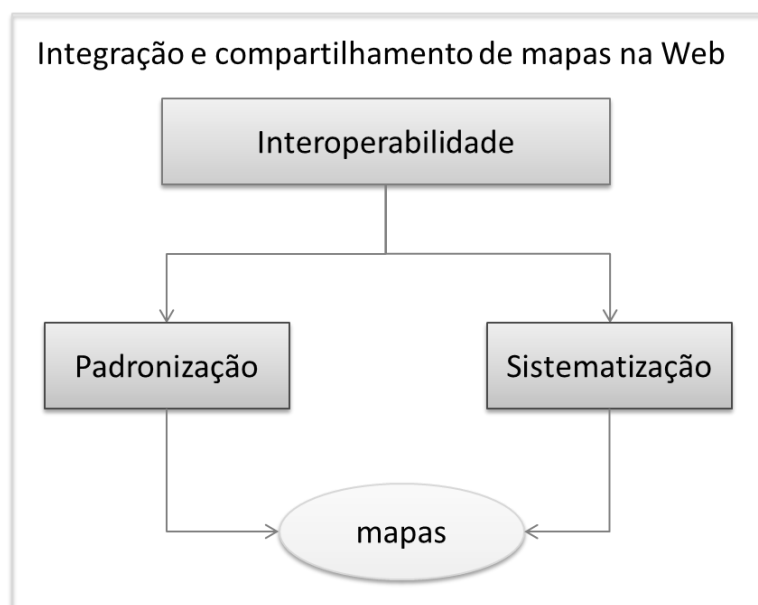 Integração e compartilhamento de mapas na Web
Interoperabilidade
Padronização
Sistematização
mapas